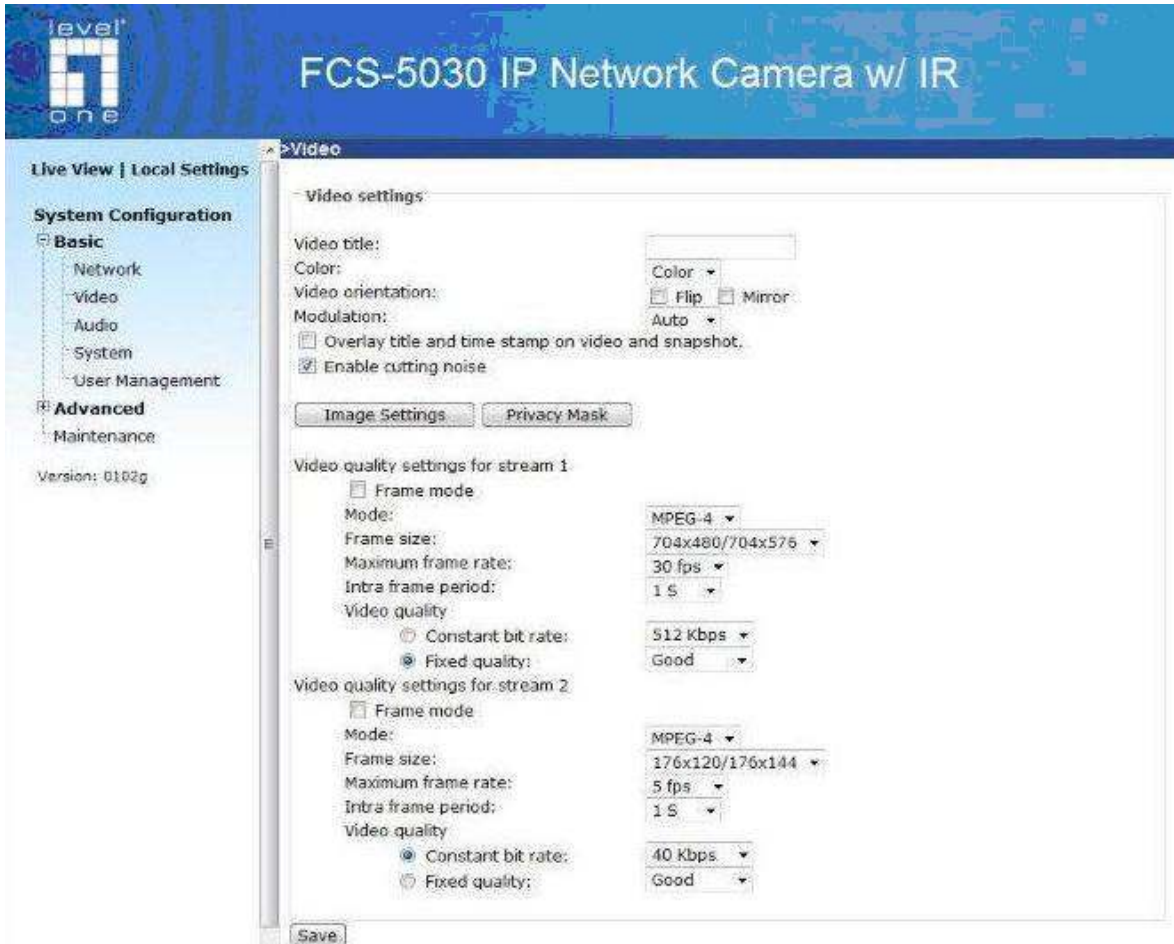 level
one
FCS-5030 IP Network Camera w/ IR
Live View | Local Settings
System Configuration
Basic
Network
Video
Audio
System
User Management
Advanced
Maintenance
Version: 0102g
>Video
Video settings
Video title:
Color: Color
Video orientation: Flip Mirror
Modulation: Auto
Overlay title and time stamp on video and snapshot.
Enable cutting noise
Image Settings Privacy Mask
Video quality settings for stream 1
Frame mode
Mode: MPEG-4
Frame size: 704x480/704x576
Maximum frame rate: 30 fps
Intra frame period: 1 S
Video quality
Constant bit rate: 512 Kbps
Fixed quality: Good
Video quality settings for stream 2
Frame mode
Mode: MPEG-4
Frame size: 176x120/176x144
Maximum frame rate: 5 fps
Intra frame period: 1 S
Video quality
Constant bit rate: 40 Kbps
Fixed quality: Good
Save